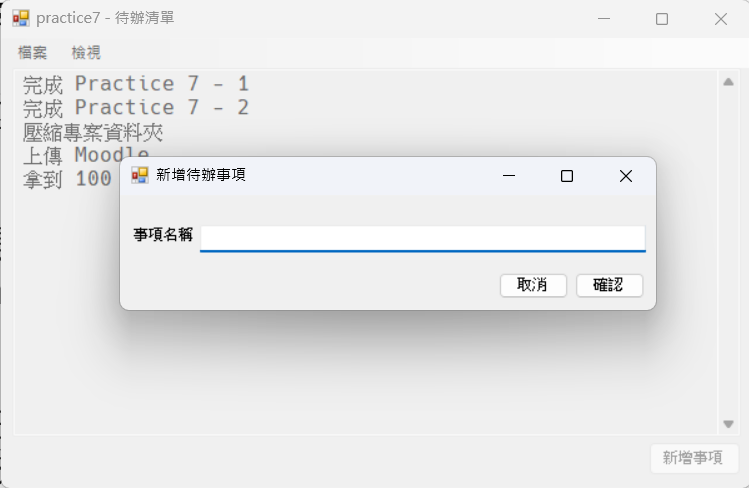 practice7 - 待辦清單
檔案 檢視
完成 Practice 7 - 1
完成 Practice 7 - 2
壓縮專案資料夾
上傳 Moodle
拿到 100
新增待辦事項
事項名稱
取消 確認
新增事項